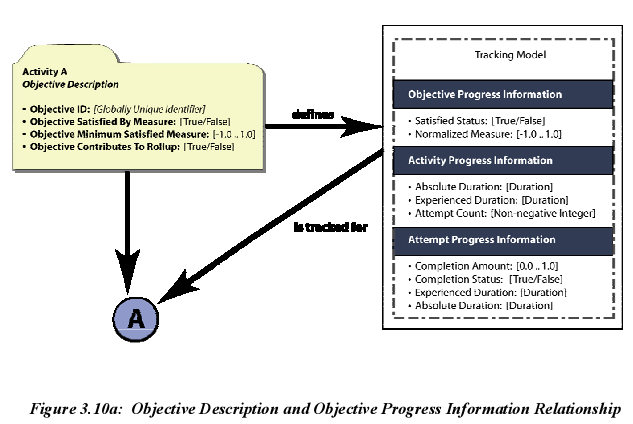 Activity A
Objective Description
• Objective ID: [Globally Unique Identifier]
• Objective Satisfied By Measure: [True/False]
• Objective Minimum Satisfied Measure: [-1.0 .. 1.0]
• Objective Contributes To Rollup: [True/False]
defines
Tracking Model
Objective Progress Information
• Satisfied Status: [True/False]
• Normalized Measure: [-1.0 .. 1.0]
Activity Progress Information
• Absolute Duration: [Duration]
• Experienced Duration: [Duration]
• Attempt Count: [Non-negative Integer]
Attempt Progress Information
• Completion Amount: [0.0 .. 1.0]
• Completion Status: [True/False]
• Experienced Duration: [Duration]
• Absolute Duration: [Duration]
is tracked for
A
Figure 3.10a: Objective Description and Objective Progress Information Relationship